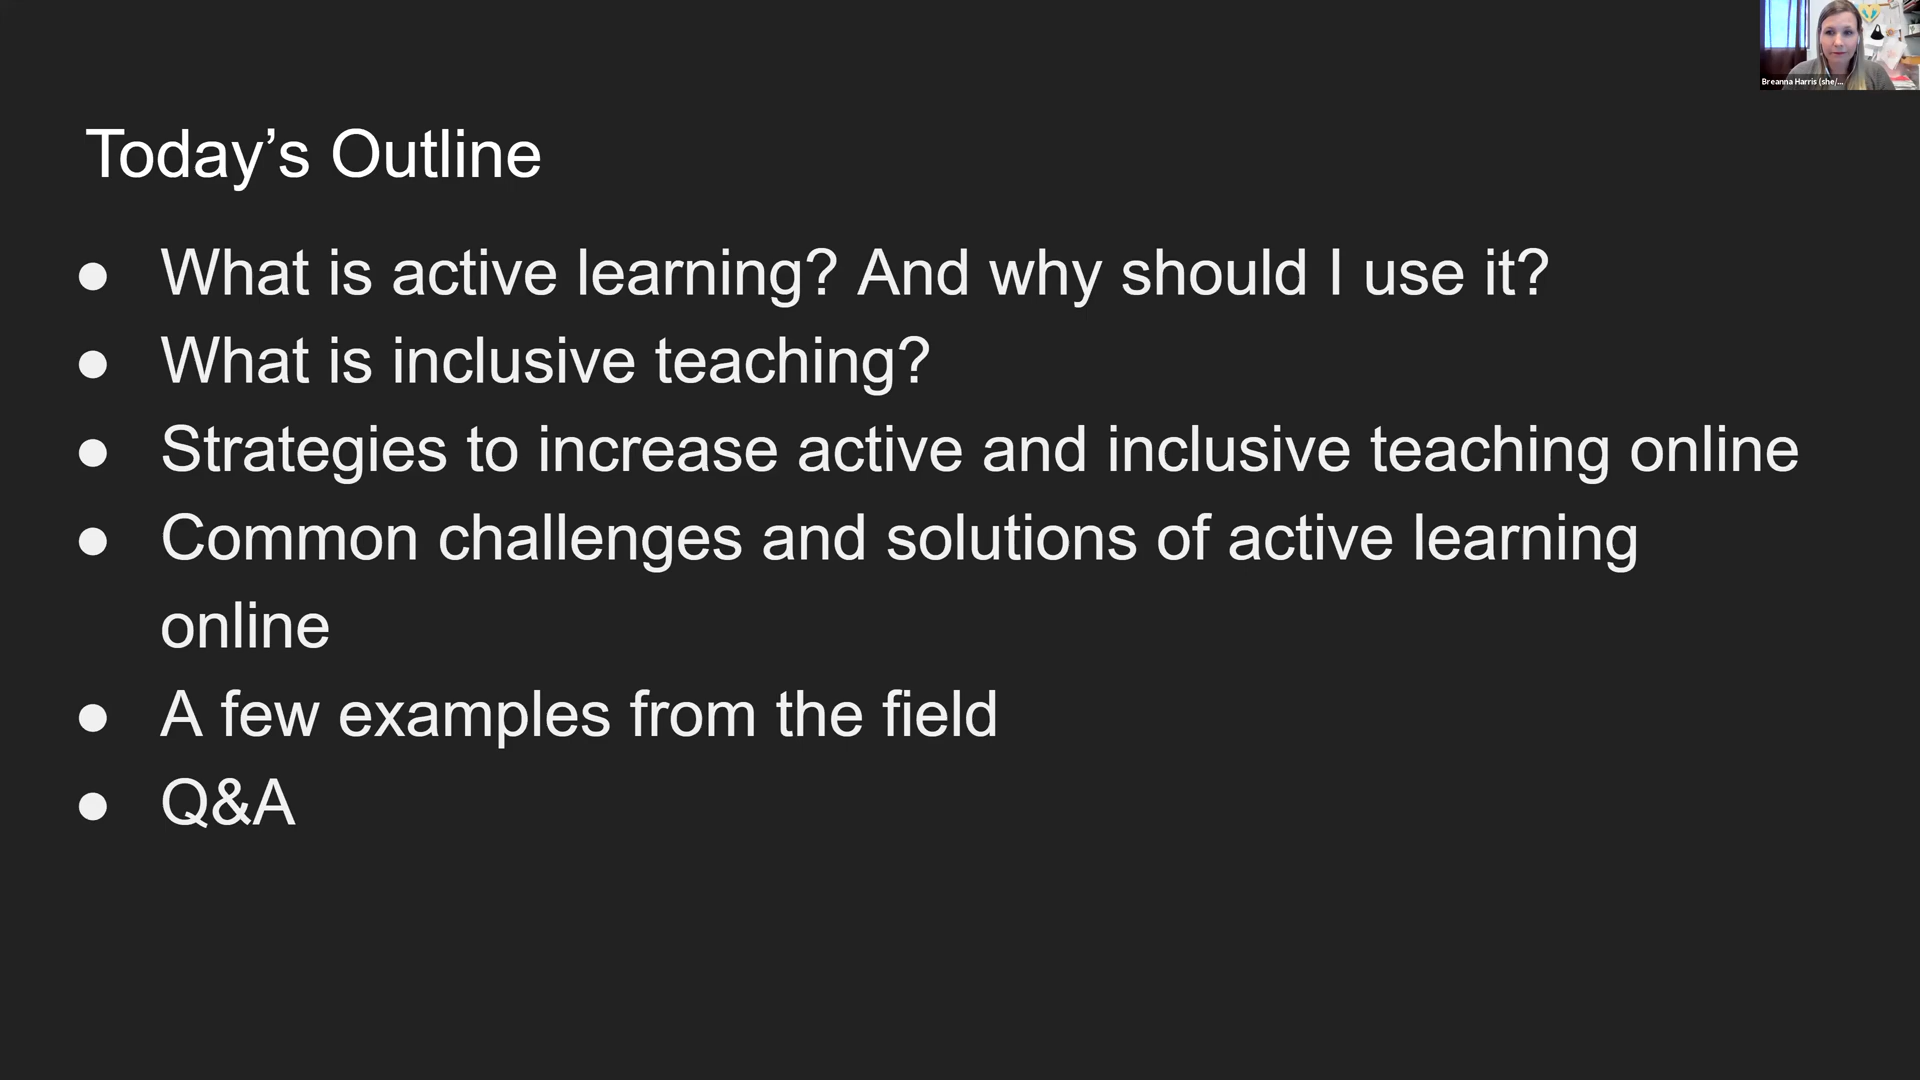 Breanna Harris (she/...
Today’s Outline
● What is active learning? And why should I use it?
● What is inclusive teaching?
● Strategies to increase active and inclusive teaching online
● Common challenges and solutions of active learning
online
● A few examples from the field
● Q&A